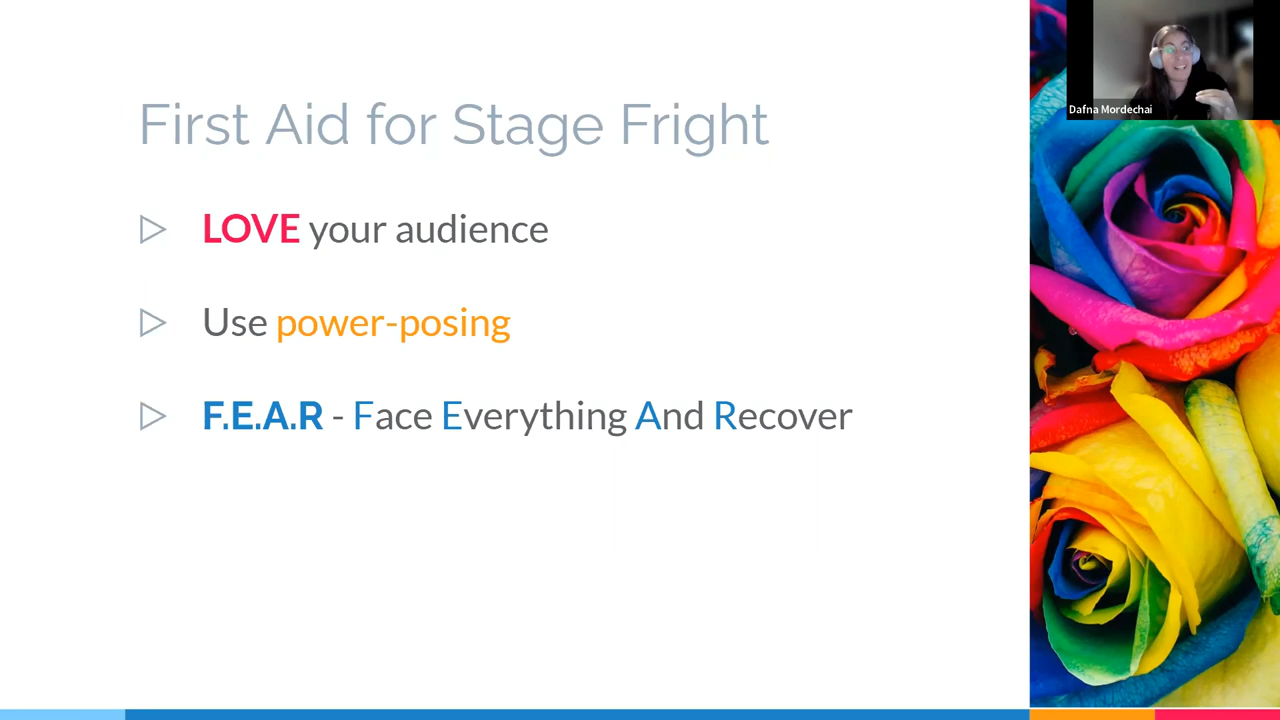 First Aid for Stage Fright
LOVE your audience
Use power-posing
F.E.A.R - Face Everything And Recover
Dafna Mordechai